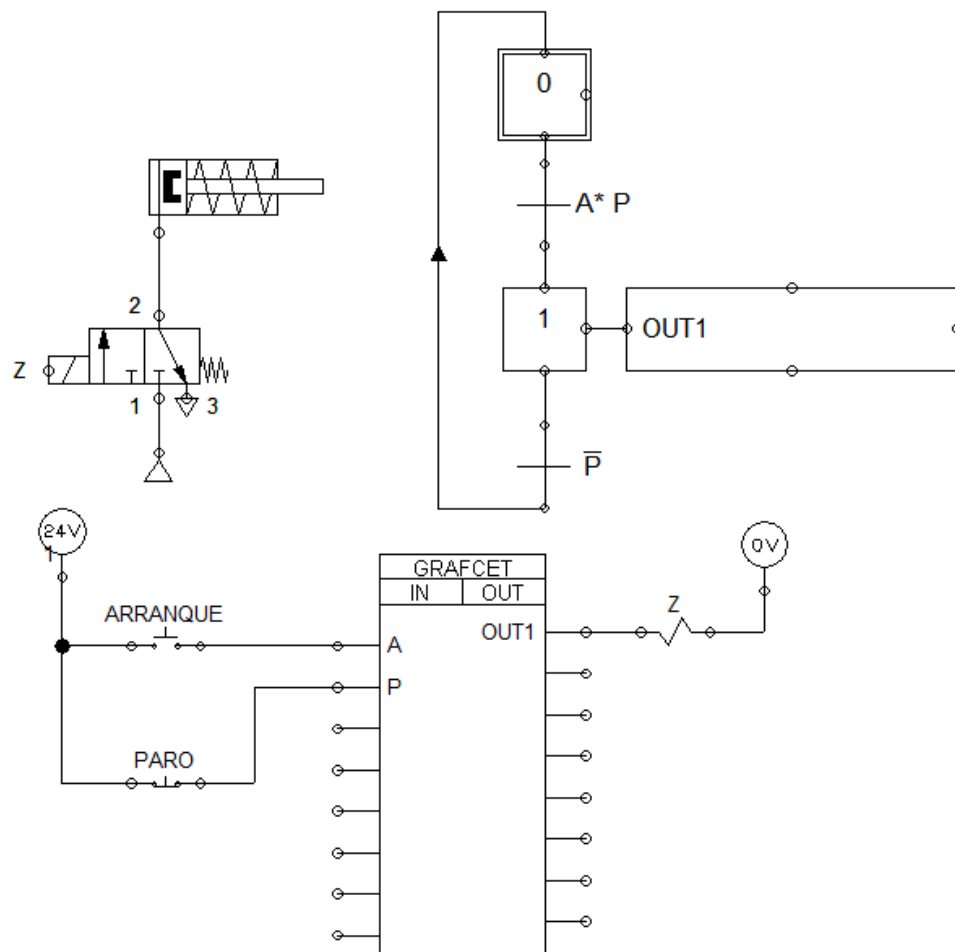 0
A* P
1
OUT1
P̅
2
Z
1
3
24V
1
0V
GRAFCET
IN OUT
ARRANQUE
A
OUT1
Z
P
PARO